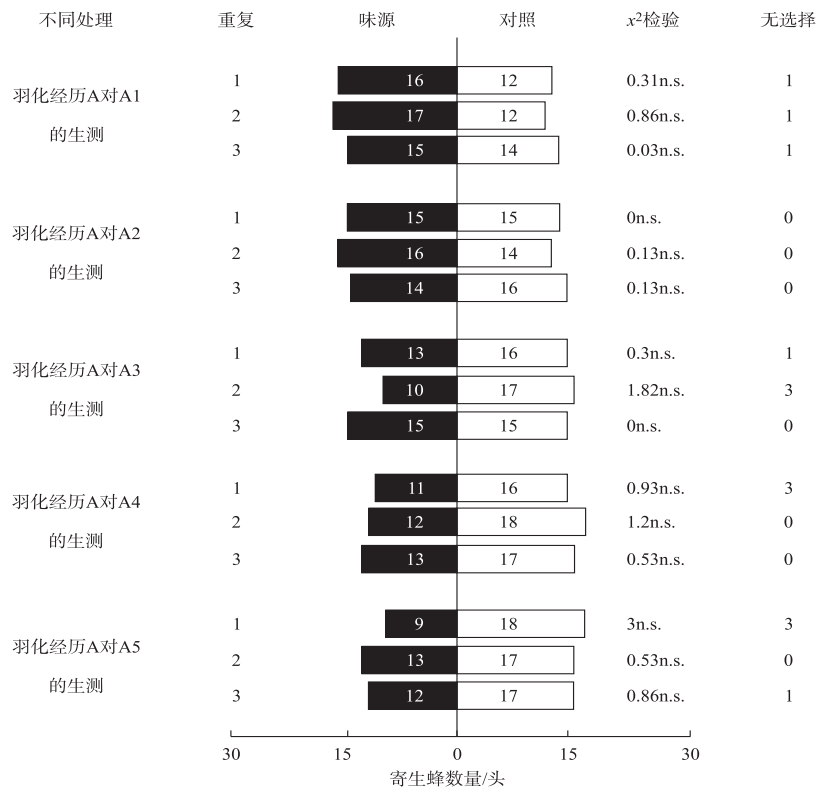 不同处理 重复 味源 对照 x²检验 无选择
1 16 12 0.31n.s. 1
羽化经历A对A1
2 17 12 0.86n.s. 1
的生测
3 15 14 0.03n.s. 1
1 15 15 0n.s. 0
羽化经历A对A2
2 16 14 0.13n.s. 0
的生测
3 14 16 0.13n.s. 0
1 13 16 0.3n.s. 1
羽化经历A对A3
2 10 17 1.82n.s. 3
的生测
3 15 15 0n.s. 0
1 11 16 0.93n.s. 3
羽化经历A对A4
2 12 18 1.2n.s. 0
的生测
3 13 17 0.53n.s. 0
1 9 18 3n.s. 3
羽化经历A对A5
2 13 17 0.53n.s. 0
的生测
3 12 17 0.86n.s. 1
30 15 0 15 30
寄生蜂数量/头